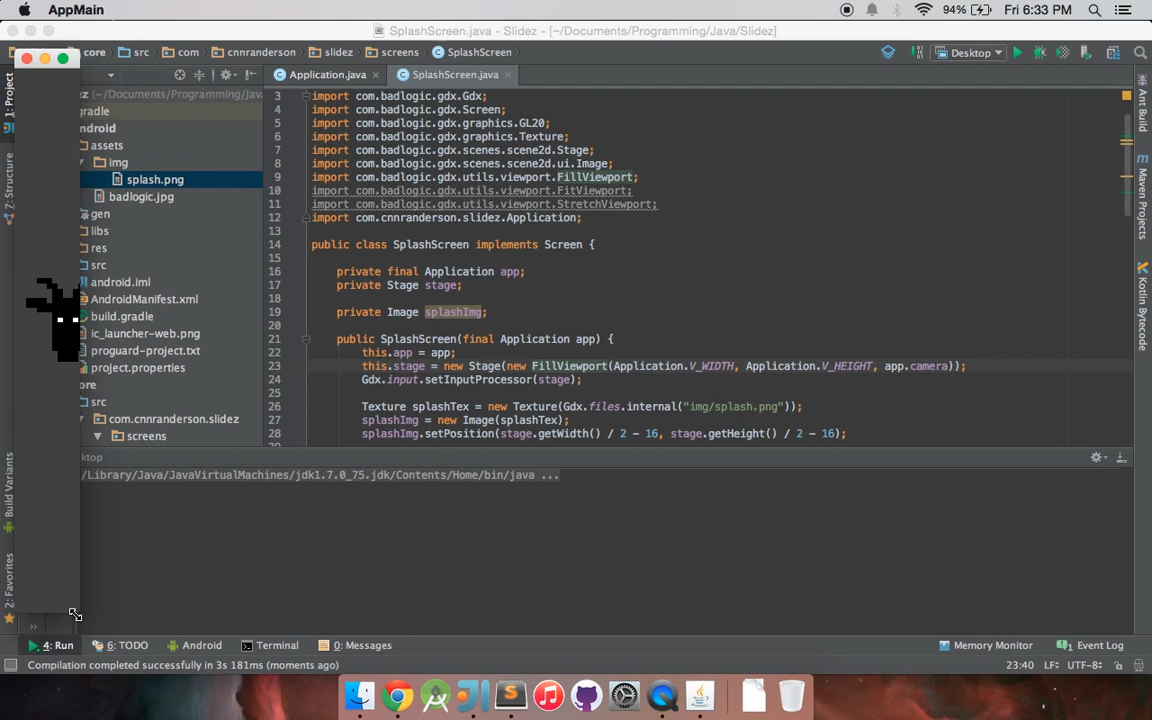 AppMain
94%
Fri 6:33 PM
SplashScreen.java - Slidez - [~/Documents/Programming/Java/Slidez]
core
src
com
cnnranderson
slidez
screens
SplashScreen
Desktop
1: Project
7: Structure
Build Variants
2: Favorites
ez (~/Documents/Programming/Java
gradle
android
assets
img
splash.png
badlogic.jpg
gen
libs
res
src
android.iml
AndroidManifest.xml
build.gradle
ic_launcher-web.png
proguard-project.txt
project.properties
ore
src
com.cnnranderson.slidez
screens
Application.java
SplashScreen.java
3 import com.badlogic.gdx.Gdx;
4 import com.badlogic.gdx.Screen;
5 import com.badlogic.gdx.graphics.GL20;
6 import com.badlogic.gdx.graphics.Texture;
7 import com.badlogic.gdx.scenes.scene2d.Stage;
8 import com.badlogic.gdx.scenes.scene2d.ui.Image;
9 import com.badlogic.gdx.utils.viewport.FillViewport;
10 import com.badlogic.gdx.utils.viewport.FitViewport;
11 import com.badlogic.gdx.utils.viewport.StretchViewport;
12 import com.cnnranderson.slidez.Application;
13
14 public class SplashScreen implements Screen {
15
16 private final Application app;
17 private Stage stage;
18
19 private Image splashImg;
20
21 public SplashScreen(final Application app) {
22 this.app = app;
23 this.stage = new Stage(new FillViewport(Application.V_WIDTH, Application.V_HEIGHT, app.camera));
24 Gdx.input.setInputProcessor(stage);
25
26 Texture splashTex = new Texture(Gdx.files.internal("img/splash.png"));
27 splashImg = new Image(splashTex);
28 splashImg.setPosition(stage.getWidth() / 2 - 16, stage.getHeight() / 2 - 16);
Ant Build
Maven Projects
Kotlin Bytecode
ktop
/Library/Java/JavaVirtualMachines/jdk1.7.0_75.jdk/Contents/Home/bin/java ...
4: Run
6: TODO
Android
Terminal
0: Messages
Memory Monitor
1 Event Log
Compilation completed successfully in 3s 181ms (moments ago)
23:40
LF
UTF-8